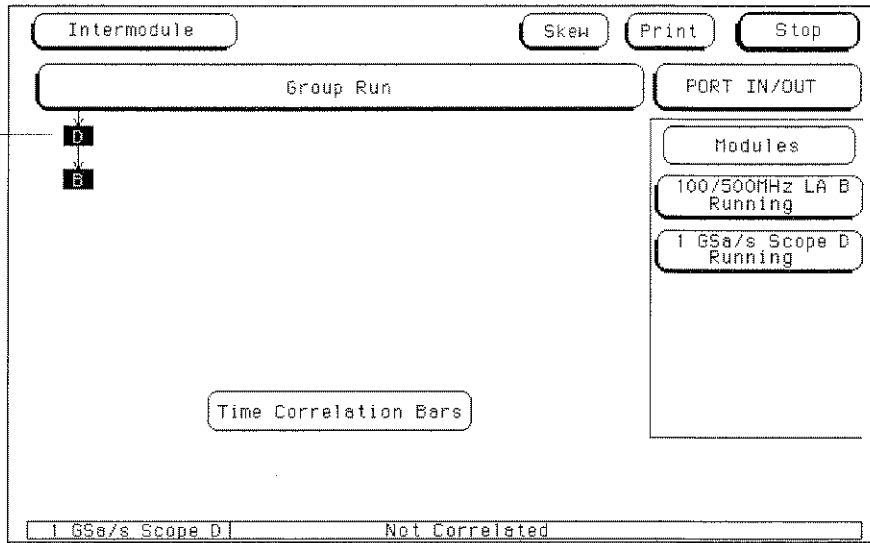 Intermodule
Skew
Print
Stop
Group Run
PORT IN/OUT
D
B
Modules
100/500MHz LA B
Running
1 GSa/s Scope D
Running
Time Correlation Bars
1 GSa/s Scope D
Not Correlated